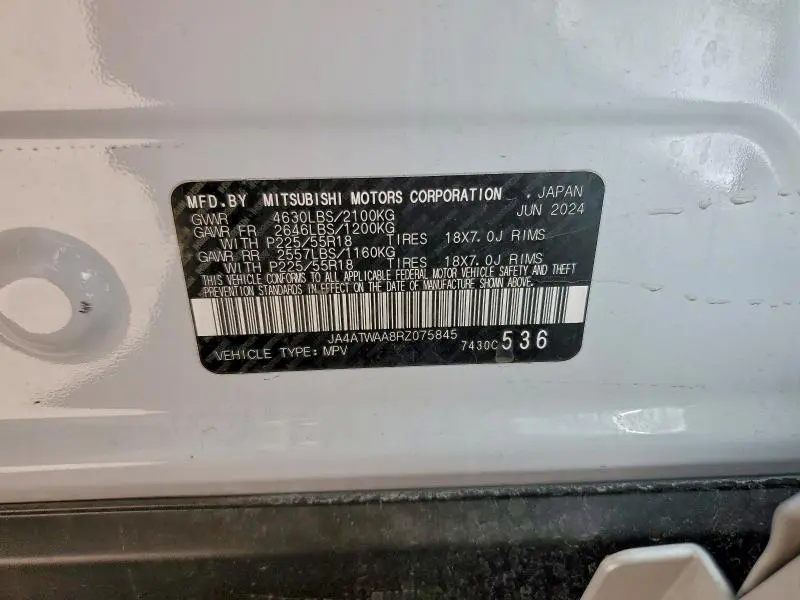 MFD.BY MITSUBISHI MOTORS CORPORATION , JAPAN
GVWR 4630LBS/2100KG JUN 2024
GAWR FR 2646LBS/1200KG
WITH P225/55R18 TIRES 18X7.0J RIMS
GAWR RR 2557LBS/1160KG
WITH P225/55R18 TIRES 18X7.0J RIMS
THIS VEHICLE CONFORMS TO ALL APPLICABLE FEDERAL MOTOR VEHICLE SAFETY AND THEFT
PREVENTION STANDARDS IN EFFECT ON THE DATE OF MANUFACTURE SHOWN ABOVE.
JA4ATWAA8RZ075845
VEHICLE TYPE: MPV 7430C 536